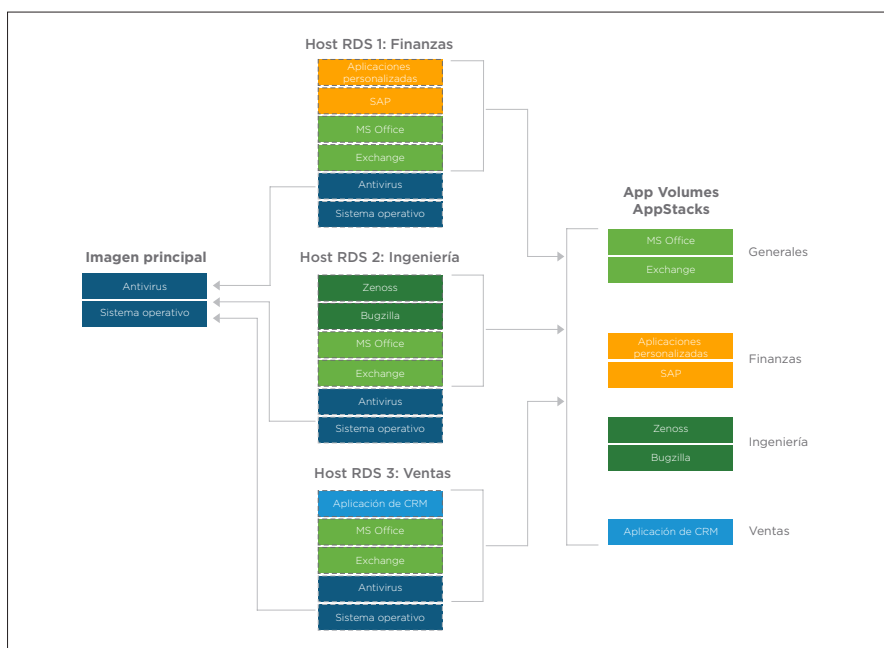 Host RDS 1: Finanzas
Aplicaciones
personalizadas
SAP
MS Office
Exchange
Antivirus
Sistema operativo
Imagen principal
Antivirus
Sistema operativo
Host RDS 2: Ingeniería
Zenoss
Bugzilla
MS Office
Exchange
Antivirus
Sistema operativo
Host RDS 3: Ventas
Aplicación de CRM
MS Office
Exchange
Antivirus
Sistema operativo
App Volumes
AppStacks
MS Office
Exchange
Generales
Aplicaciones
personalizadas
SAP
Finanzas
Zenoss
Bugzilla
Ingeniería
Aplicación de CRM
Ventas